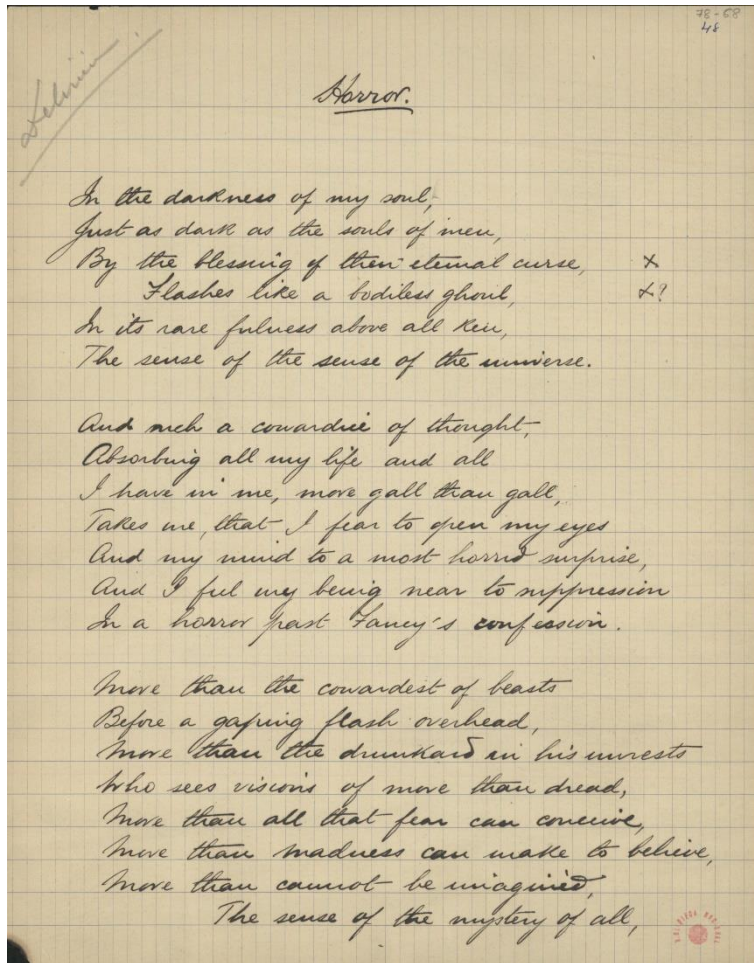 78-68
48
Delirium
Horror.
In the darkness of my soul,
Just as dark as the souls of men,
By the blessing of their eternal curse, x
Flashes like a bodiless ghoul, x?
In its rare fulness above all ken,
The sense of the sense of the universe.
And such a cowardice of thought,
Absorbing all my life and all
I have in me, more gall than gall,
Takes me, that I fear to open my eyes
And my mind to a most horrid surprise,
And I feel my being near to suppression
In a horror past Fancy's confession.
More than the cowardest of beasts
Before a gaping flash overhead,
More than the drunkard in his unrests
Who sees visions of more than dread,
More than all that fear can conceive,
More than madness can make to believe,
More than cannot be imagined,
The sense of the mystery of all,